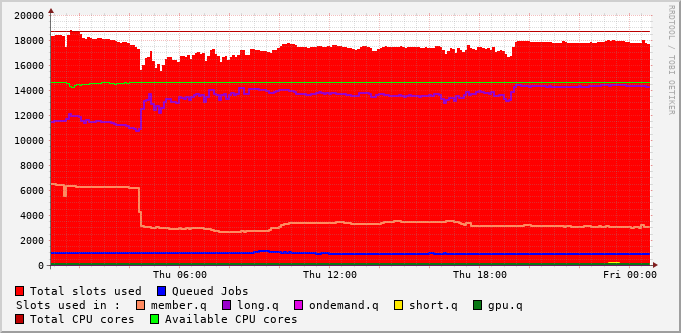 20000
18000
16000
14000
12000
10000
8000
6000
4000
2000
0
Thu 06:00 Thu 12:00 Thu 18:00 Fri 00:00
RRDTOOL / TOBI OETIKER
Total slots used Queued Jobs
Slots used in : member.q long.q ondemand.q short.q gpu.q
Total CPU cores Available CPU cores